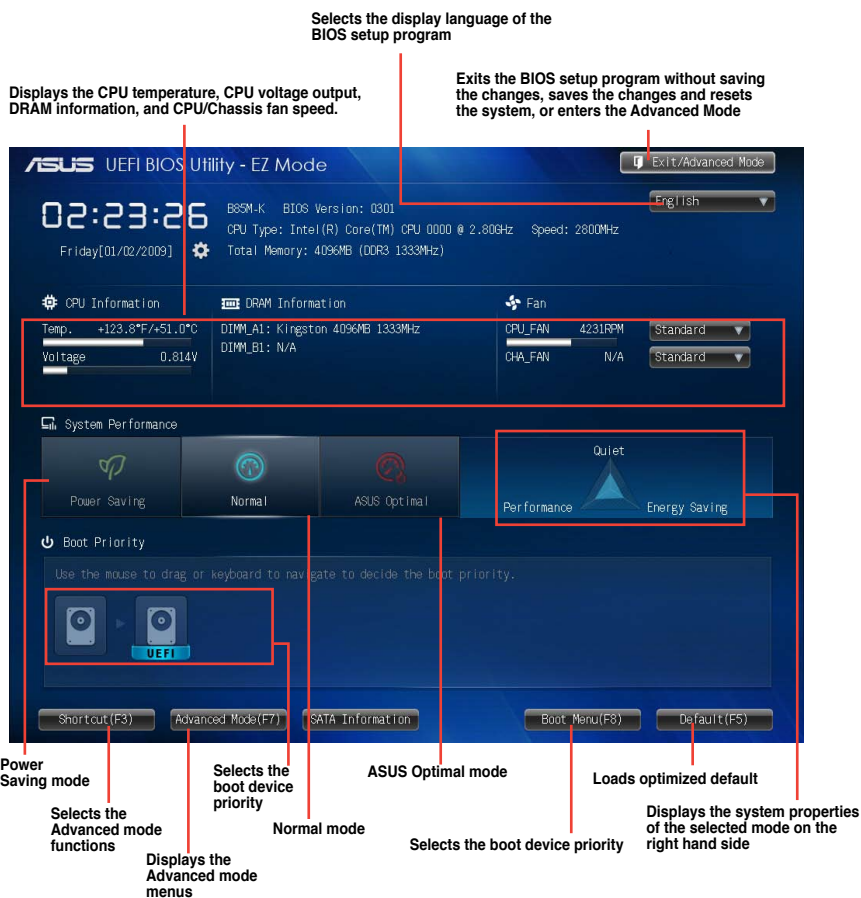 Selects the display language of the
BIOS setup program
Displays the CPU temperature, CPU voltage output,
DRAM information, and CPU/Chassis fan speed.
Exits the BIOS setup program without saving
the changes, saves the changes and resets
the system, or enters the Advanced Mode
ASUS UEFI BIOS Utility - EZ Mode
Exit/Advanced Mode
English
02:23:26
Friday[01/02/2009]
B85M-K BIOS Version: 0301
CPU Type: Intel(R) Core(TM) CPU 0000 @ 2.80GHz Speed: 2800MHz
Total Memory: 4096MB (DDR3 1333MHz)
CPU Information
Temp. +123.8°F/+51.0°C
Voltage 0.814V
DRAM Information
DIMM_A1: Kingston 4096MB 1333MHz
DIMM_B1: N/A
Fan
CPU_FAN 4231RPM Standard
CHA_FAN N/A Standard
System Performance
Power Saving
Normal
ASUS Optimal
Quiet
Performance
Energy Saving
Boot Priority
Use the mouse to drag or keyboard to navigate to decide the boot priority.
UEFI
Shortcut(F3)
Advanced Mode(F7)
SATA Information
Boot Menu(F8)
Default(F5)
Power
Saving mode
Selects the
Advanced mode
functions
Displays the
Advanced mode
menus
Selects the
boot device
priority
Normal mode
ASUS Optimal mode
Selects the boot device priority
Loads optimized default
Displays the system properties
of the selected mode on the
right hand side